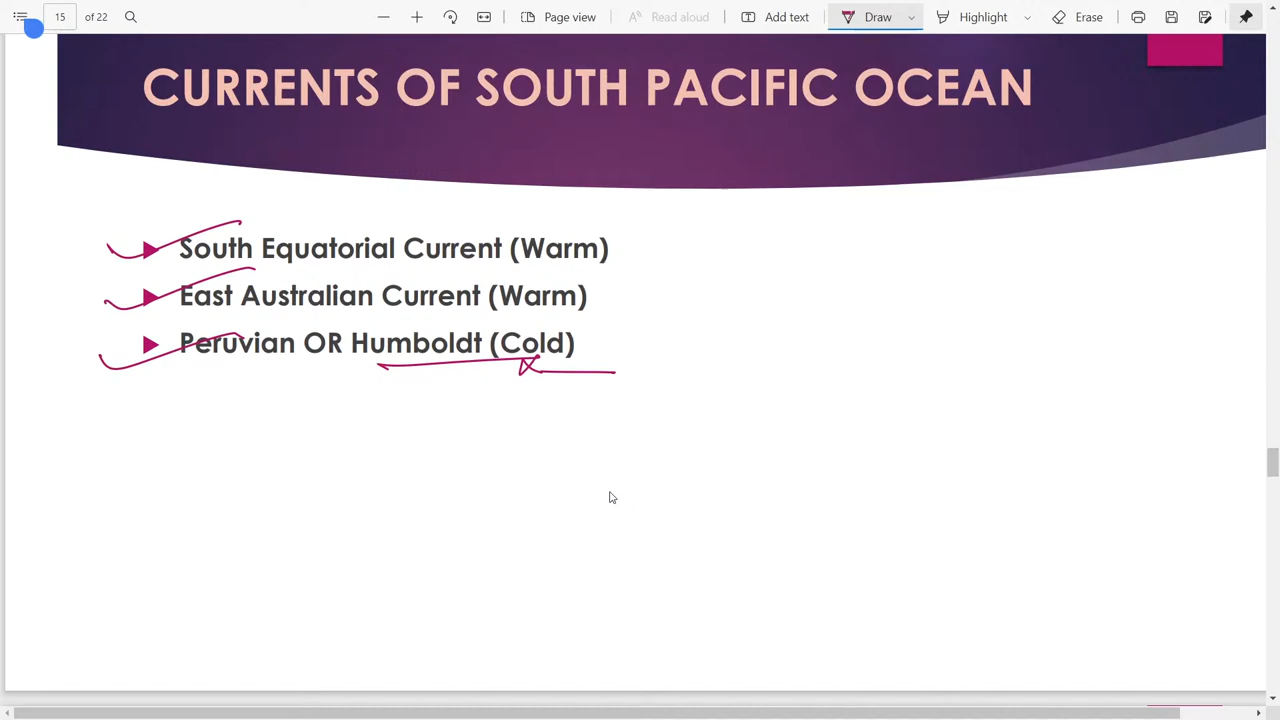 15 of 22 Page view Read aloud Add text Draw Highlight Erase
CURRENTS OF SOUTH PACIFIC OCEAN
South Equatorial Current (Warm)
East Australian Current (Warm)
Peruvian OR Humboldt (Cold)